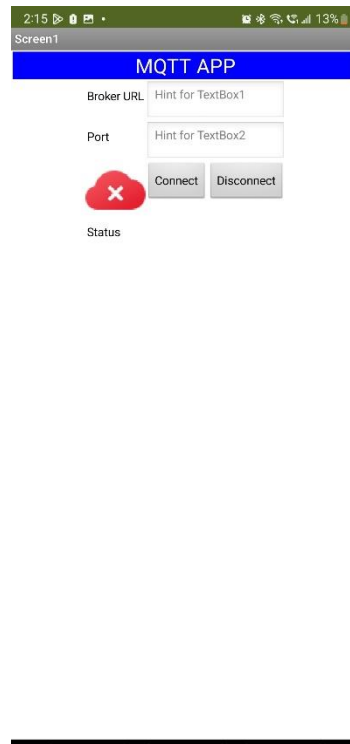 2:15 13%
Screen1
MQTT APP
Broker URL Hint for TextBox1
Port Hint for TextBox2
Connect Disconnect
Status